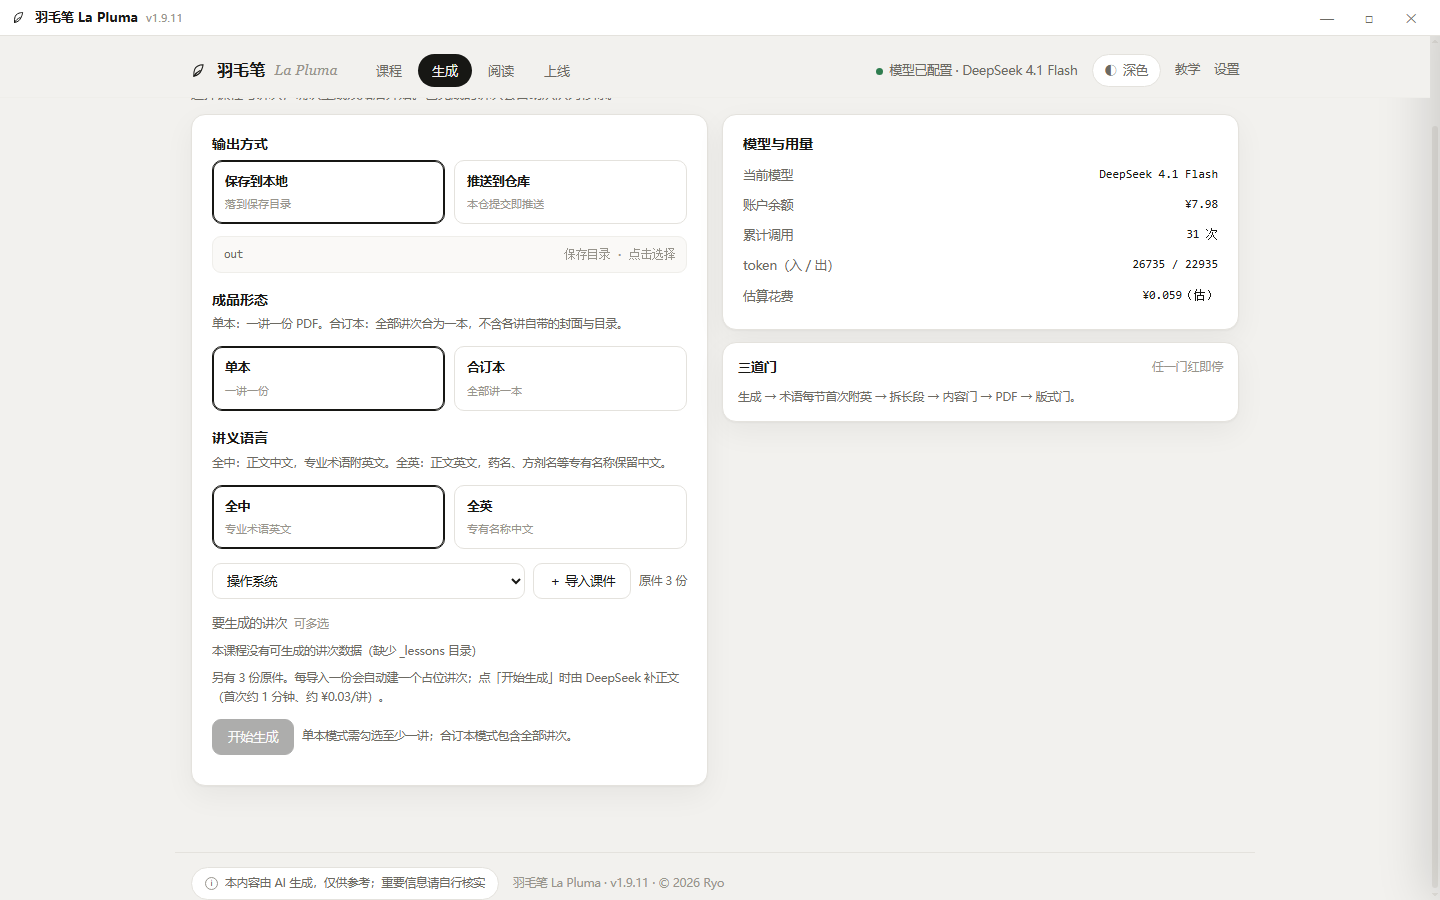 羽毛笔 La Pluma v1.9.11
羽毛笔 La Pluma 课程 生成 阅读 上线 模型已配置 · DeepSeek 4.1 Flash 深色 教学 设置
输出方式
保存到本地
落到保存目录
推送到仓库
本仓提交即推送
out 保存目录 · 点击选择
成品形态
单本：一讲一份 PDF。合订本：全部讲次合为一本，不含各讲自带的封面与目录。
单本
一讲一份
合订本
全部讲一本
讲义语言
全中：正文中文，专业术语附英文。全英：正文英文，药名、方剂名等专有名称保留中文。
全中
专业术语英文
全英
专有名称中文
操作系统 + 导入课件 原件 3 份
要生成的讲次 可多选
本课程没有可生成的讲次数据（缺少 _lessons 目录）
另有 3 份原件。每导入一份会自动建一个占位讲次；点「开始生成」时由 DeepSeek 补正文
（首次约 1 分钟、约 ¥0.03/讲）。
开始生成 单本模式需勾选至少一讲；合订本模式包含全部讲次。
模型与用量
当前模型 DeepSeek 4.1 Flash
账户余额 ¥7.98
累计调用 31 次
token（入 / 出） 26735 / 22935
估算花费 ¥0.059（估）
三道门 任一门红即停
生成 → 术语每节首次附英 → 拆长段 → 内容门 → PDF → 版式门。
本内容由 AI 生成，仅供参考；重要信息请自行核实 羽毛笔 La Pluma · v1.9.11 · © 2026 Ryo